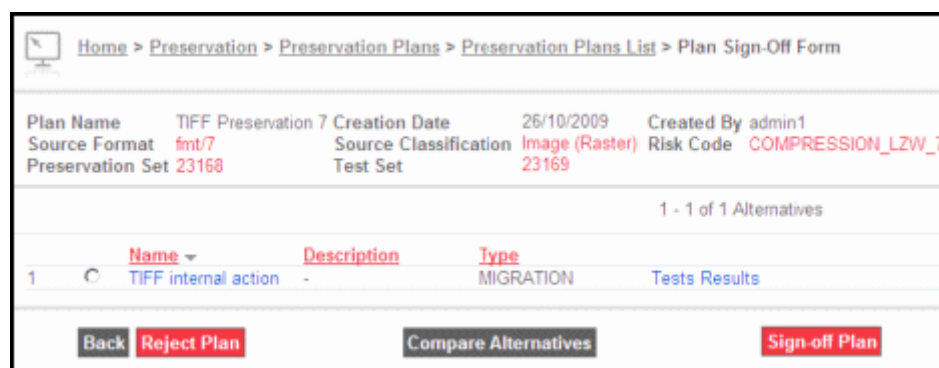 Home > Preservation > Preservation Plans > Preservation Plans List > Plan Sign-Off Form
Plan Name TIFF Preservation 7 Creation Date 26/10/2009 Created By admin1
Source Format fmt/7 Source Classification Image (Raster) Risk Code COMPRESSION_LZW_7
Preservation Set 23168 Test Set 23169
1 - 1 of 1 Alternatives
Name Description Type
1 TIFF internal action - MIGRATION Tests Results
Back Reject Plan Compare Alternatives Sign-off Plan